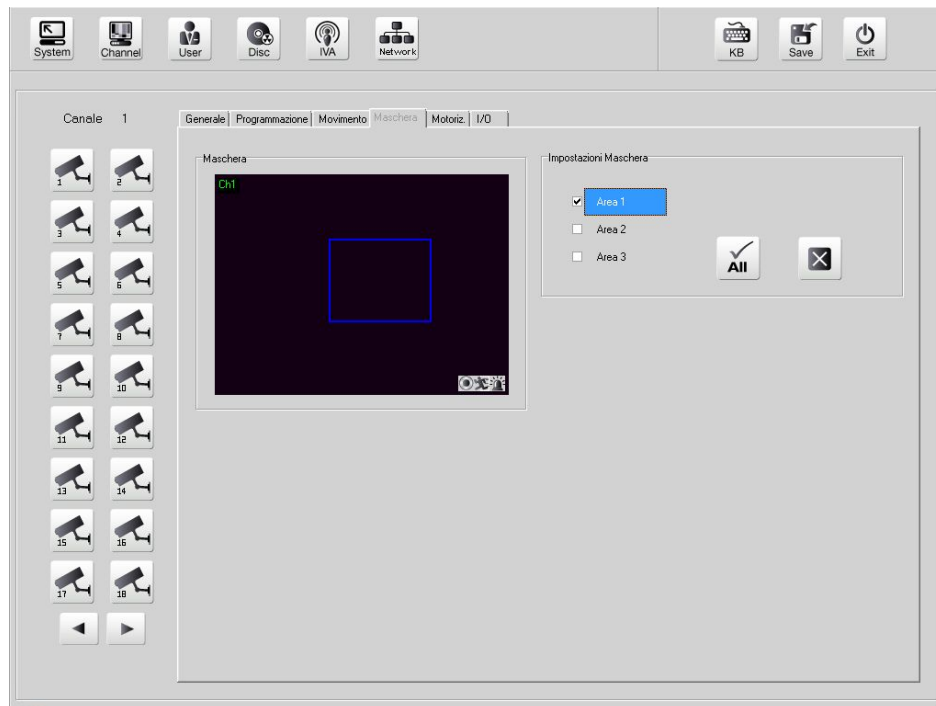 System Channel User Disc IVA Network KB Save Exit
Canale 1
Generale Programmazione Movimento Maschera Motoriz. I/O
Maschera
Ch1
Impostazioni Maschera
Area 1
Area 2
Area 3
All
1 2
3 4
5 6
7 8
9 10
11 12
13 14
15 16
17 18